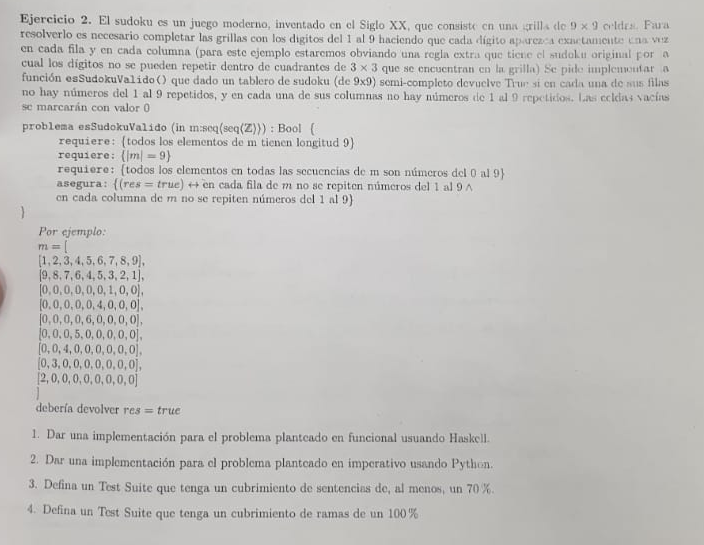 Ejercicio 2. El sudoku es un juego moderno, inventado en el Siglo XX, que consiste en una grilla de 9 × 9 celdas. Para
resolverlo es necesario completar las grillas con los digitos del 1 al 9 haciendo que cada dígito aparezca exactamente una vez
en cada fila y en cada columna (para este ejemplo estaremos obviando una regla extra que tiene el sudoku original por la
cual los dígitos no se pueden repetir dentro de cuadrantes de 3 × 3 que se encuentran en la grilla) Se pide implementar la
función esSudokuValido() que dado un tablero de sudoku (de 9x9) semi-completo devuelve True si en cada una de sus filas
no hay números del 1 al 9 repetidos, y en cada una de sus columnas no hay números de 1 al 9 repetidos. Las celdas vacías
se marcarán con valor 0
problema esSudokuValido (in m:seq⟨seq⟨ℤ⟩⟩) : Bool {
requiere: {todos los elementos de m tienen longitud 9}
requiere: {|m| = 9}
requiere: {todos los elementos en todas las secuencias de m son números del 0 al 9}
asegura: {(res = true) ↔ en cada fila de m no se repiten números del 1 al 9 ∧
en cada columna de m no se repiten números del 1 al 9}
}
Por ejemplo:
m = [
[1, 2, 3, 4, 5, 6, 7, 8, 9],
[9, 8, 7, 6, 4, 5, 3, 2, 1],
[0, 0, 0, 0, 0, 0, 1, 0, 0],
[0, 0, 0, 0, 0, 4, 0, 0, 0],
[0, 0, 0, 0, 6, 0, 0, 0, 0],
[0, 0, 0, 5, 0, 0, 0, 0, 0],
[0, 0, 4, 0, 0, 0, 0, 0, 0],
[0, 3, 0, 0, 0, 0, 0, 0, 0],
[2, 0, 0, 0, 0, 0, 0, 0, 0]
]
debería devolver res = true
1. Dar una implementación para el problema planteado en funcional usuando Haskell.
2. Dar una implementación para el problema planteado en imperativo usando Python.
3. Defina un Test Suite que tenga un cubrimiento de sentencias de, al menos, un 70 %.
4. Defina un Test Suite que tenga un cubrimiento de ramas de un 100 %